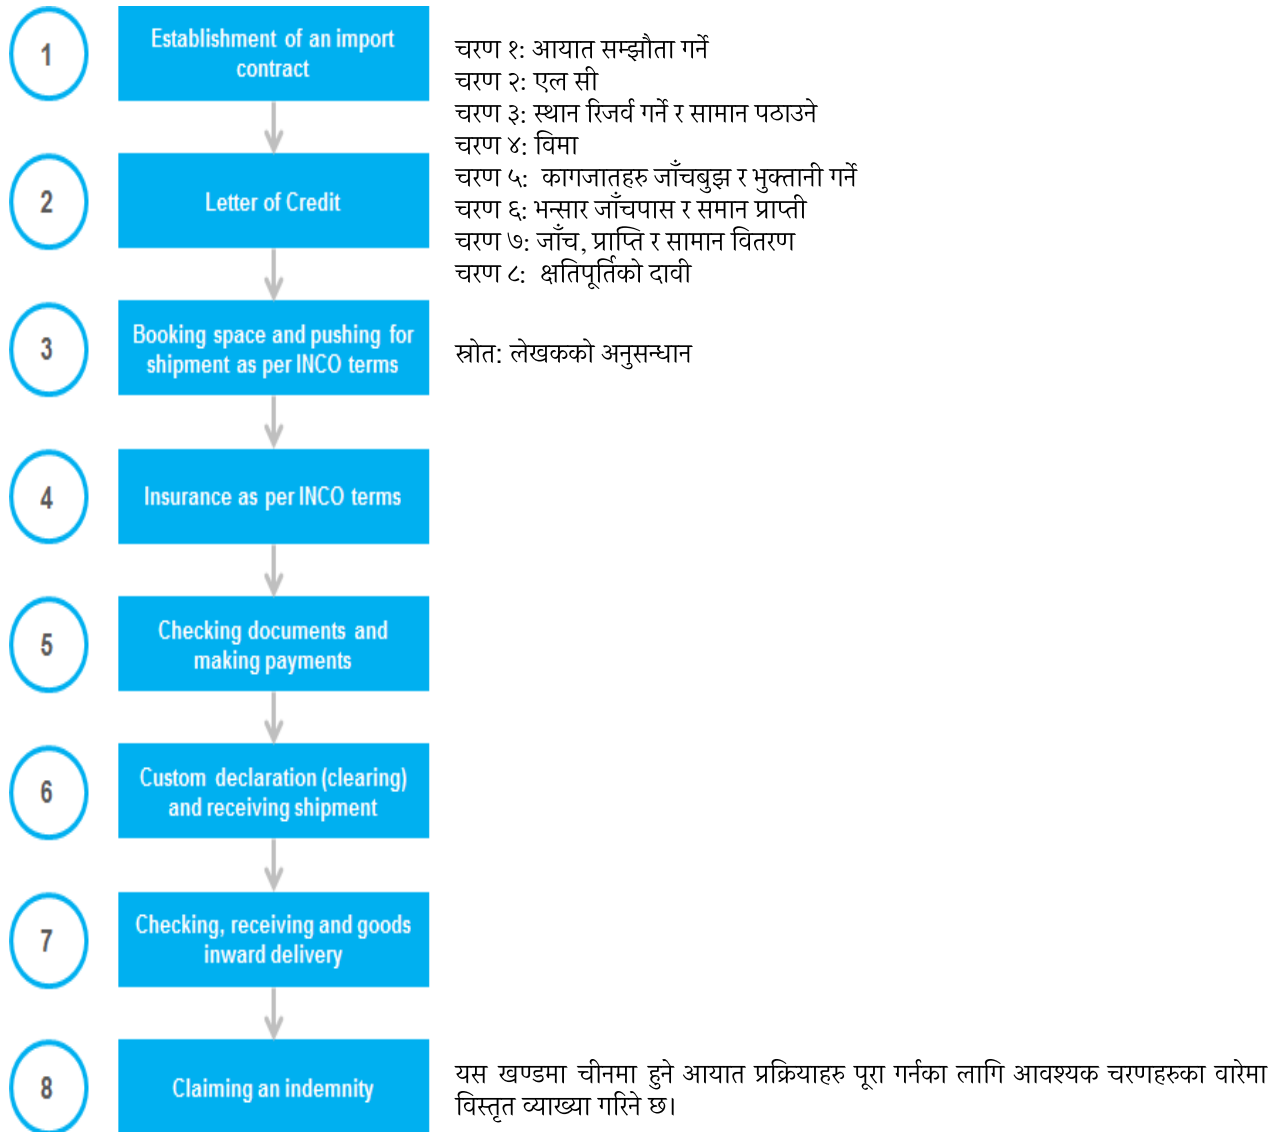 1
Establishment of an import
contract
2
Letter of Credit
3
Booking space and pushing for
shipment as per INCO terms
4
Insurance as per INCO terms
5
Checking documents and
making payments
6
Custom declaration (clearing)
and receiving shipment
7
Checking, receiving and goods
inward delivery
8
Claiming an indemnity
चरण १: आयात सम्झौता गर्ने
चरण २: एल सी
चरण ३: स्थान रिजर्व गर्ने र सामान पठाउने
चरण ४: विमा
चरण ५: कागजातहरु जाँचबुझ र भुक्तानी गर्ने
चरण ६: भन्सार जाँचपास र समान प्राप्ती
चरण ७: जाँच, प्राप्ति र सामान वितरण
चरण ८: क्षतिपूर्तिको दावी
स्रोत: लेखकको अनुसन्धान
यस खण्डमा चीनमा हुने आयात प्रक्रियाहरु पूरा गर्नका लागि आवश्यक चरणहरुका वारेमा
विस्तृत व्याख्या गरिने छ।